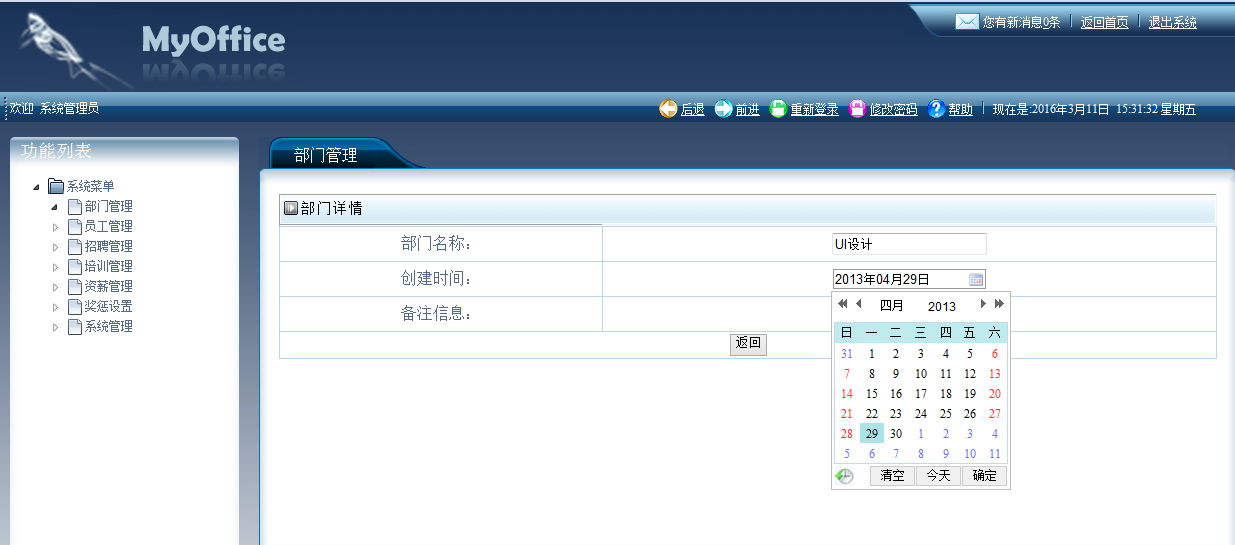 MyOffice
您有新消息0条 返回首页 退出系统
欢迎 系统管理员
后退 前进 重新登录 修改密码 帮助 现在是:2016年3月11日 15:31:32 星期五
功能列表
系统菜单
部门管理
员工管理
招聘管理
培训管理
资薪管理
奖惩设置
系统管理
部门管理
部门详情
部门名称： UI设计
创建时间： 2013年04月29日
备注信息：
返回
四月 2013
日 一 二 三 四 五 六
31 1 2 3 4 5 6
7 8 9 10 11 12 13
14 15 16 17 18 19 20
21 22 23 24 25 26 27
28 29 30 1 2 3 4
5 6 7 8 9 10 11
清空 今天 确定